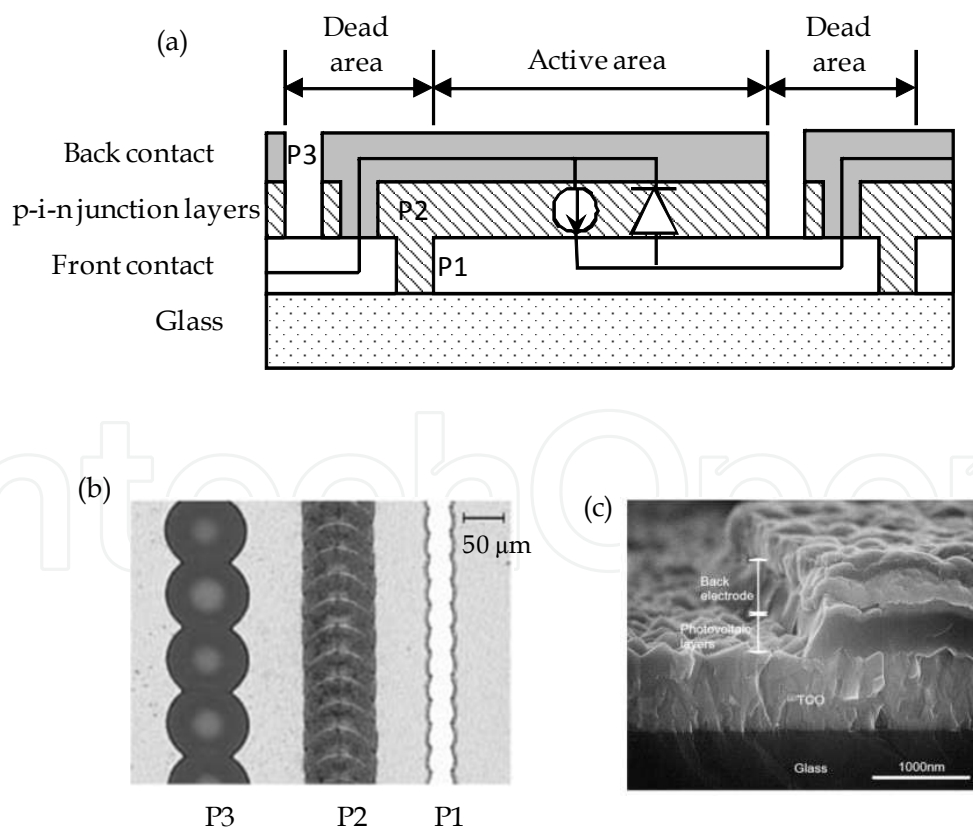 (a)
Dead
area
Active area
Dead
area
Back contact
P3
p-i-n junction layers
P2
Front contact
P1
Glass
(b)
50 μm
P3
P2
P1
(c)
Back
electrode
Photovoltaic
layers
TCO
Glass
1000nm